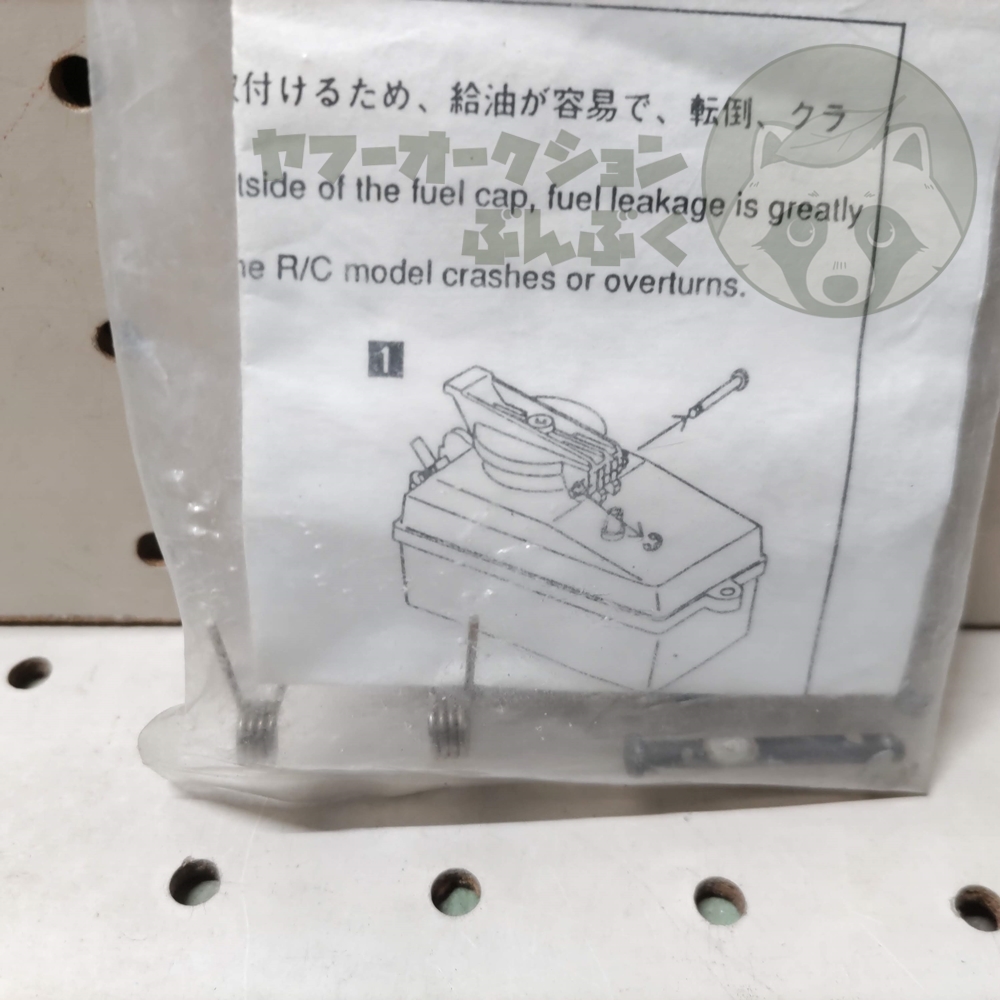 付けるため、給油が容易で、転倒、クラ
ヤフーオークション
tside of the fuel cap, fuel leakage is greatly
ぶんぶく
he R/C model crashes or overturns.
1